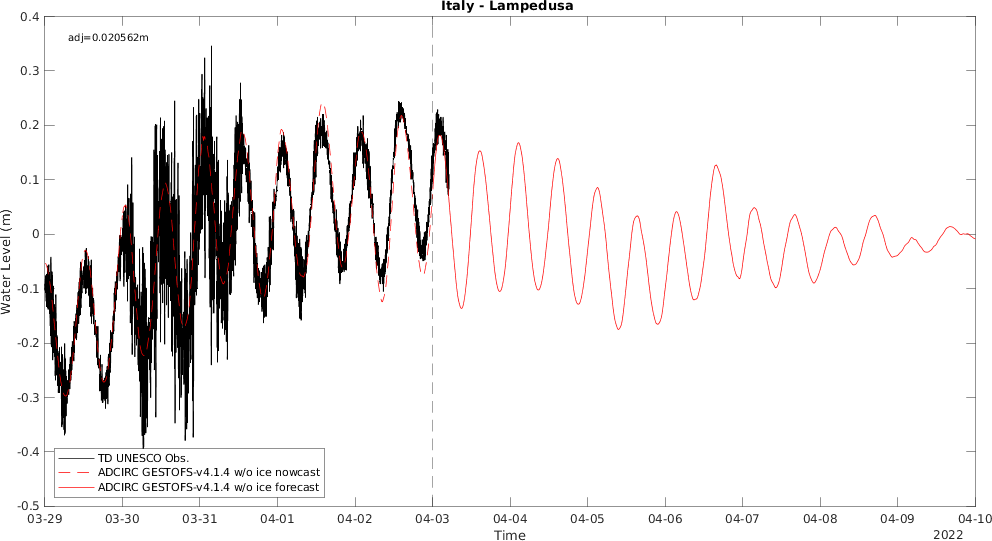 Italy - Lampedusa
adj=0.020562m
0.4
0.3
0.2
0.1
0
-0.1
-0.2
-0.3
-0.4
-0.5
Water Level (m)
TD UNESCO Obs.
ADCIRC GESTOFS-v4.1.4 w/o ice nowcast
ADCIRC GESTOFS-v4.1.4 w/o ice forecast
03-29 03-30 03-31 04-01 04-02 04-03 04-04 04-05 04-06 04-07 04-08 04-09 04-10
Time
2022